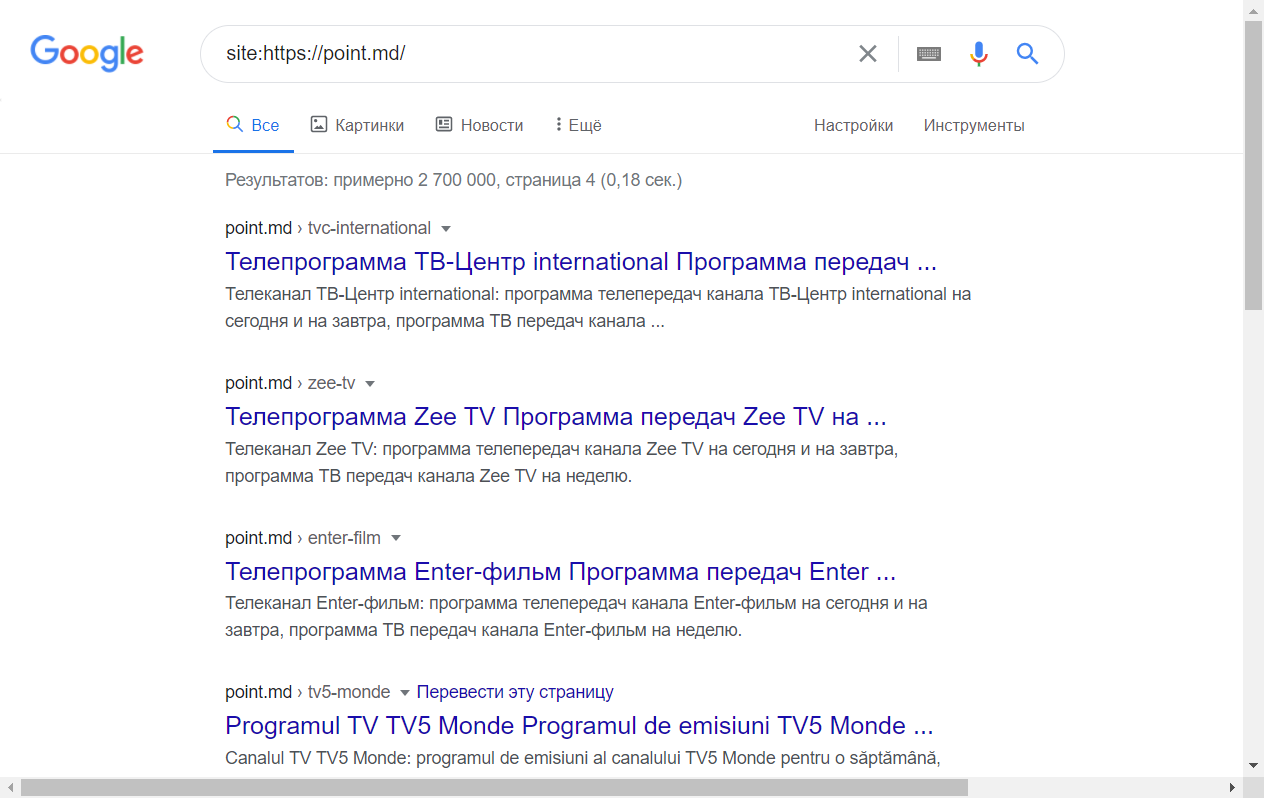 Google
site:https://point.md/
Все Картинки Новости Ещё Настройки Инструменты
Результатов: примерно 2 700 000, страница 4 (0,18 сек.)
point.md › tvc-international
Телепрограмма ТВ-Центр international Программа передач ...
Телеканал ТВ-Центр international: программа телепередач канала ТВ-Центр international на
сегодня и на завтра, программа ТВ передач канала ...
point.md › zee-tv
Телепрограмма Zee TV Программа передач Zee TV на ...
Телеканал Zee TV: программа телепередач канала Zee TV на сегодня и на завтра,
программа ТВ передач канала Zee TV на неделю.
point.md › enter-film
Телепрограмма Enter-фильм Программа передач Enter ...
Телеканал Enter-фильм: программа телепередач канала Enter-фильм на сегодня и на
завтра, программа ТВ передач канала Enter-фильм на неделю.
point.md › tv5-monde Перевести эту страницу
Programul TV TV5 Monde Programul de emisiuni TV5 Monde ...
Canalul TV TV5 Monde: programul de emisiuni al canalului TV5 Monde pentru o săptămână,